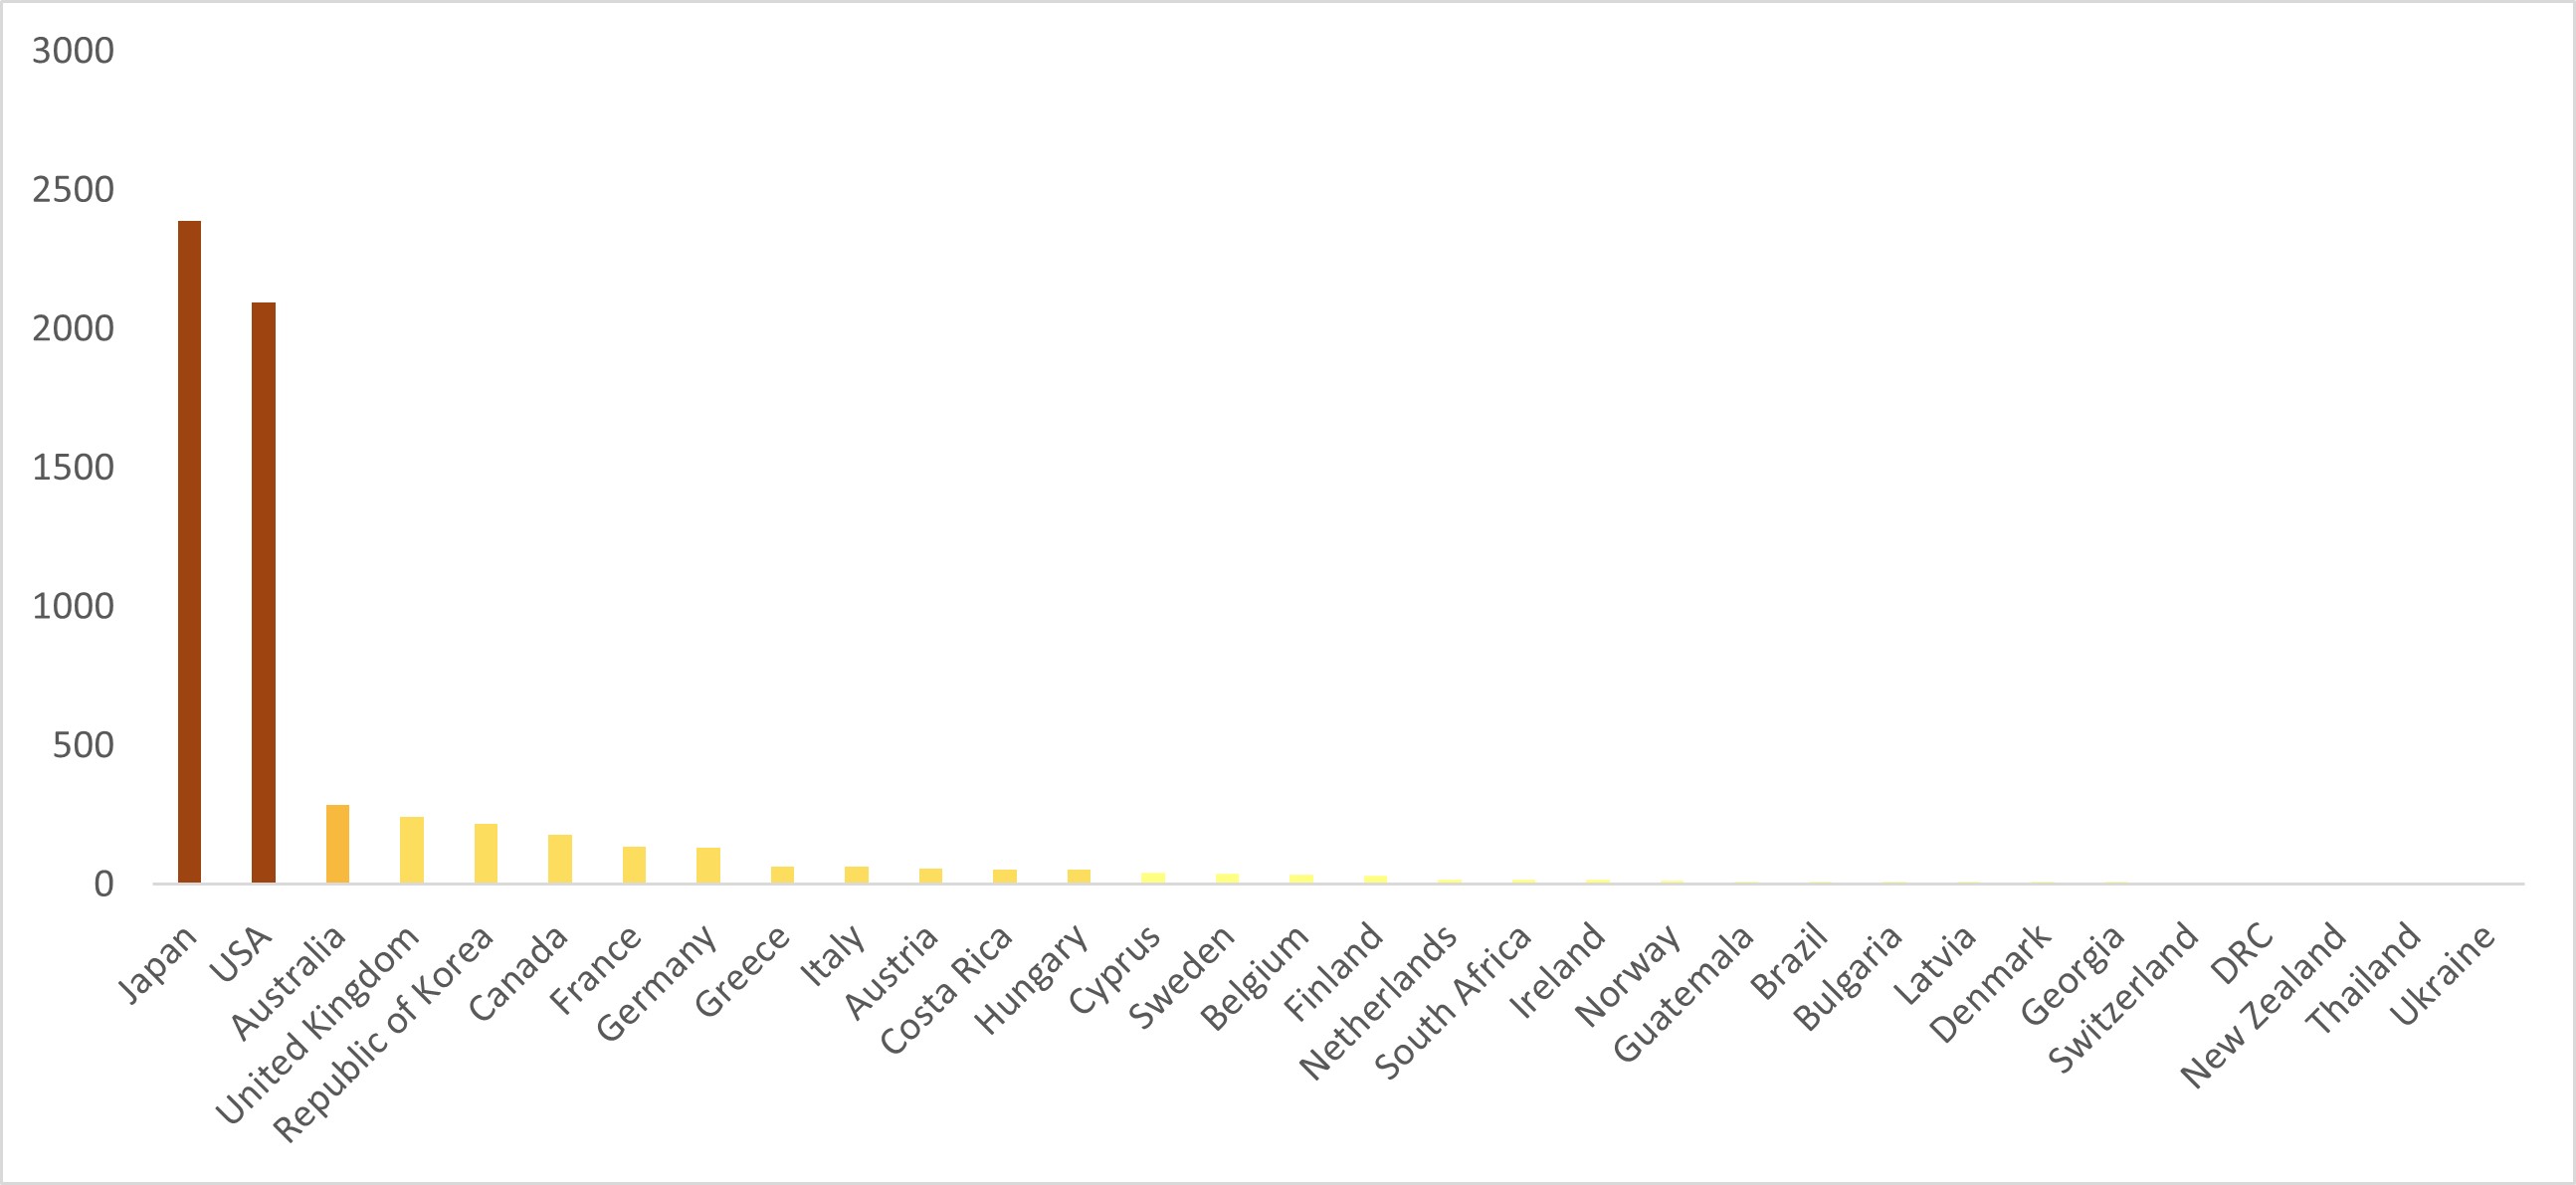 3000
2500
2000
1500
1000
500
0
Japan
USA
Australia
United Kingdom
Republic of Korea
Canada
France
Germany
Greece
Italy
Austria
Costa Rica
Hungary
Cyprus
Sweden
Belgium
Finland
Netherlands
South Africa
Ireland
Norway
Guatemala
Brazil
Bulgaria
Latvia
Denmark
Georgia
Switzerland
DRC
New Zealand
Thailand
Ukraine